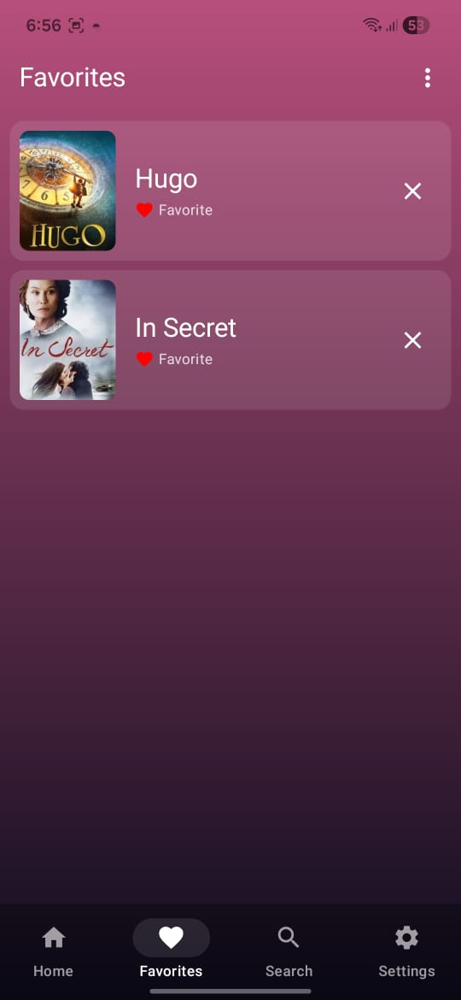 6:56
53
Favorites
HUGO
Hugo
Favorite
In Secret
In Secret
Favorite
Home
Favorites
Search
Settings